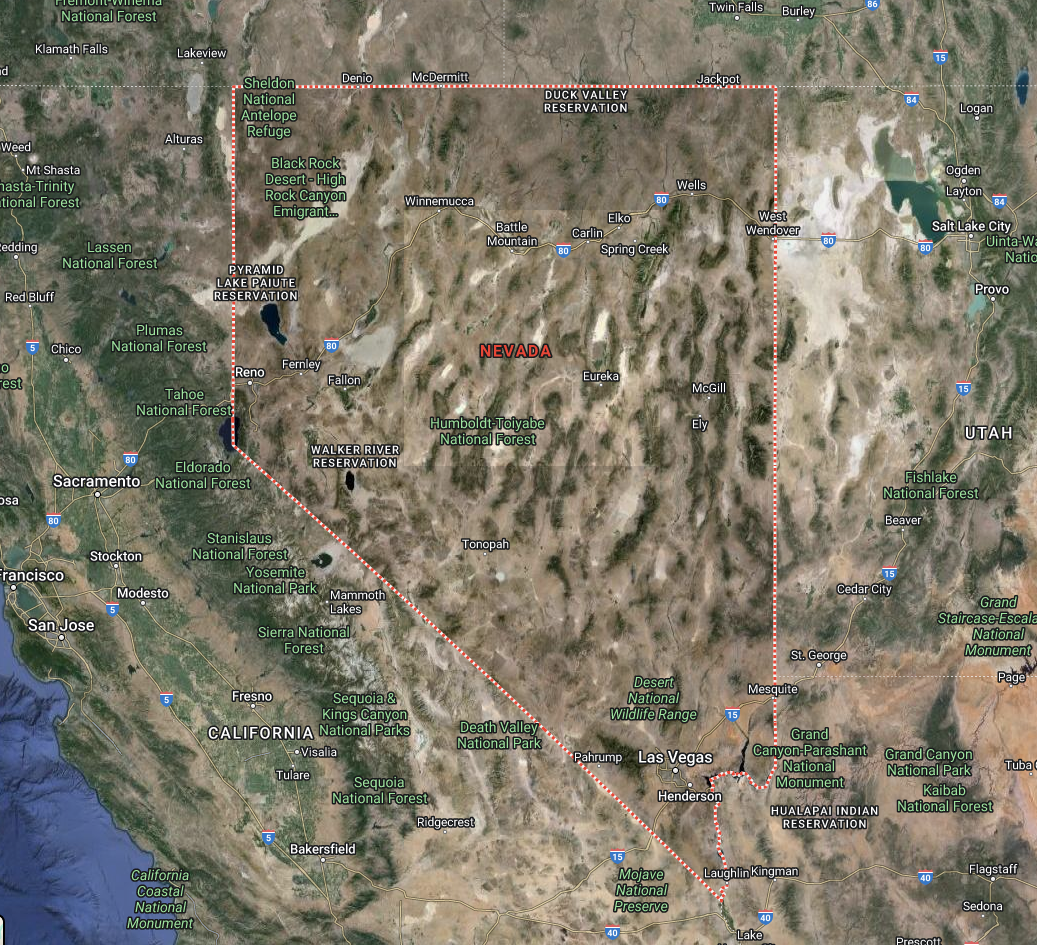 Fremont-Winema
National Forest
Twin Falls
Burley
86
Klamath Falls
Lakeview
15
Denio
McDermitt
Jackpot
Sheldon
National
Antelope
Refuge
DUCK VALLEY
RESERVATION
84
Logan
Alturas
Weed
Mt Shasta
hasta-Trinity
ational Forest
Black Rock
Desert - High
Rock Canyon
Emigrant...
Ogden
Layton
84
Wells
80
Winnemucca
Elko
West
Wendover
Battle
Mountain
Carlin
80
Spring Creek
80
80
Salt Lake City
Uinta-Wa
Natio
Redding
Lassen
National Forest
PYRAMID
LAKE PAIUTE
RESERVATION
Red Bluff
Provo
Plumas
National Forest
5
Chico
80
NEVADA
Reno
Fernley
Fallon
Eureka
McGill
15
Tahoe
National Forest
Ely
Humboldt-Toiyabe
National Forest
UTAH
WALKER RIVER
RESERVATION
80
Eldorado
National Forest
Sacramento
Fishlake
National Forest
osa
80
Beaver
Stanislaus
National Forest
Tonopah
Stockton
Yosemite
National Park
15
Francisco
Modesto
Mammoth
Lakes
Cedar City
5
San Jose
Sierra National
Forest
Grand
Staircase-Escala
National
Monument
St. George
Page
Desert
National
Wildlife Range
Mesquite
5
Fresno
Sequoia &
Kings Canyon
National Parks
15
CALIFORNIA
Death Valley
National Park
Grand
Canyon-Parashant
National
Monument
Visalia
Tulare
Pahrump
Las Vegas
Grand Canyon
National Park
Tuba
Henderson
Kaibab
National Forest
Sequoia
National Forest
HUALAPAI INDIAN
RESERVATION
Ridgecrest
5
Bakersfield
15
Laughlin
Kingman
40
Flagstaff
California
Coastal
National
Monument
Mojave
National
Preserve
Sedona
40
40
Lake
Prescott